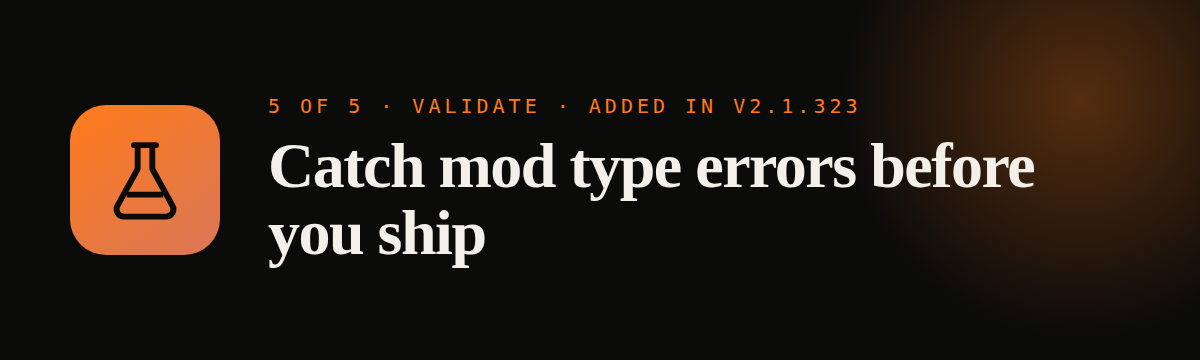 5 OF 5 · VALIDATE · ADDED IN V2.1.323
Catch mod type errors before
you ship